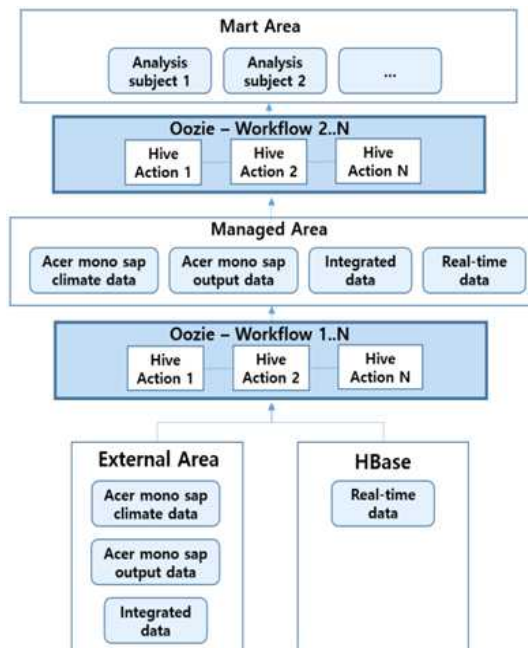 Mart Area
Analysis
subject 1
Analysis
subject 2
...
Oozie – Workflow 2..N
Hive
Action 1
Hive
Action 2
Hive
Action N
Managed Area
Acer mono sap
climate data
Acer mono sap
output data
Integrated
data
Real-time
data
Oozie – Workflow 1..N
Hive
Action 1
Hive
Action 2
Hive
Action N
External Area
Acer mono sap
climate data
Acer mono sap
output data
Integrated
data
HBase
Real-time
data